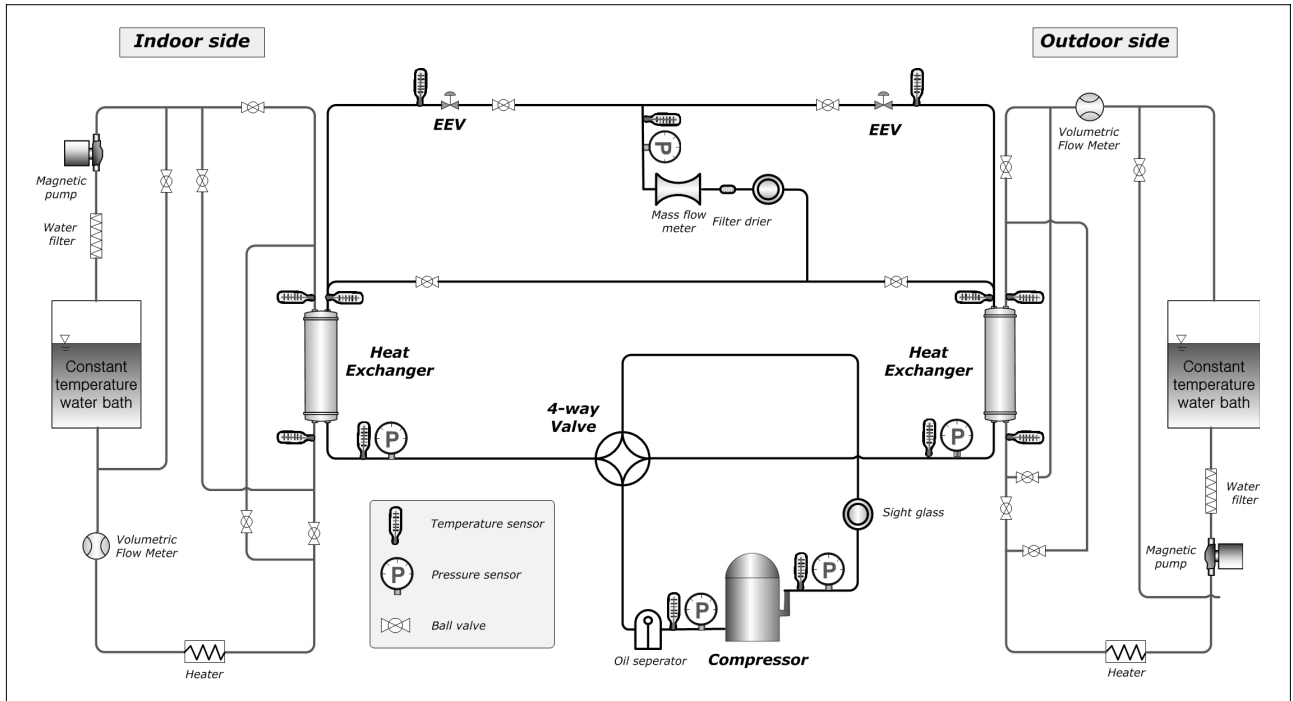 Indoor side
Outdoor side
EEV
EEV
Volumetric
Flow Meter
P
Magnetic
pump
Mass flow
meter
Filter drier
Water
filter
Constant
temperature
water bath
Heat
Exchanger
Heat
Exchanger
Constant
temperature
water bath
4-way
Valve
P
P
Water
filter
Temperature sensor
Sight glass
Volumetric
Flow Meter
P
Pressure sensor
P
P
Magnetic
pump
Ball valve
Oil seperator
Compressor
Heater
Heater